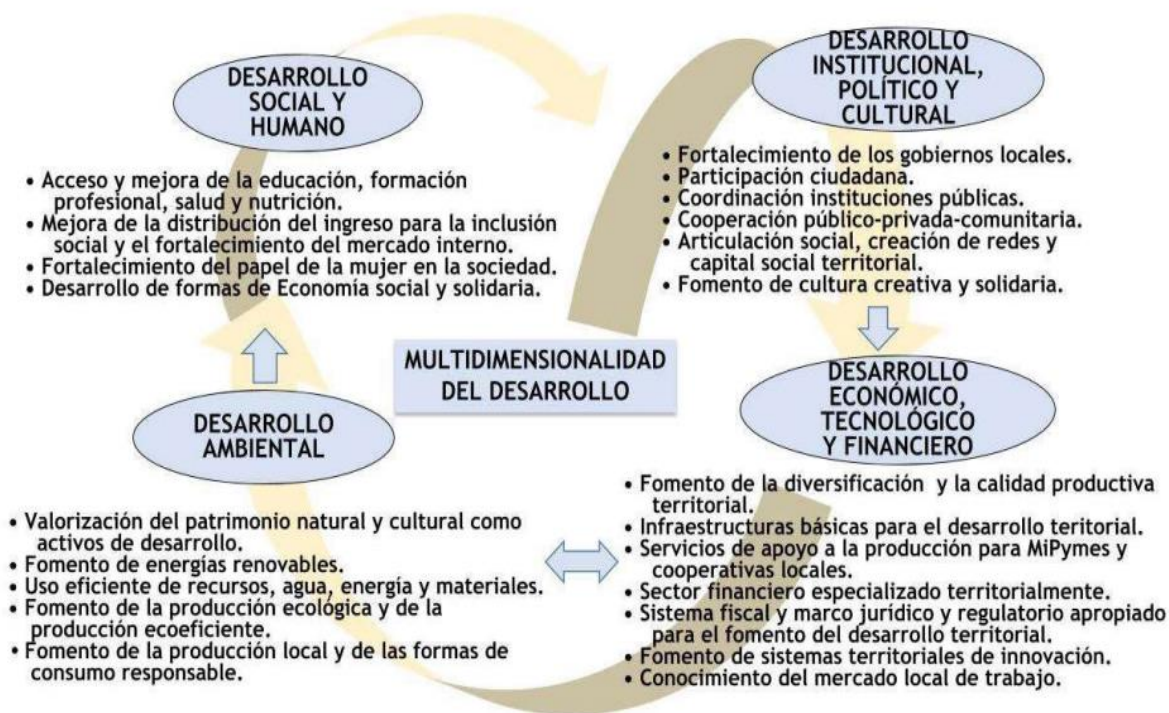 DESARROLLO
SOCIAL Y
HUMANO
• Acceso y mejora de la educación, formación
profesional, salud y nutrición.
• Mejora de la distribución del ingreso para la inclusión
social y el fortalecimiento del mercado interno.
• Fortalecimiento del papel de la mujer en la sociedad.
• Desarrollo de formas de Economía social y solidaria.
DESARROLLO
INSTITUCIONAL,
POLÍTICO Y
CULTURAL
• Fortalecimiento de los gobiernos locales.
• Participación ciudadana.
• Coordinación instituciones públicas.
• Cooperación público-privada-comunitaria.
• Articulación social, creación de redes y
capital social territorial.
• Fomento de cultura creativa y solidaria.
MULTIDIMENSIONALIDAD
DEL DESARROLLO
DESARROLLO
AMBIENTAL
• Valorización del patrimonio natural y cultural como
activos de desarrollo.
• Fomento de energías renovables.
• Uso eficiente de recursos, agua, energía y materiales.
• Fomento de la producción ecológica y de la
producción ecoeficiente.
• Fomento de la producción local y de las formas de
consumo responsable.
DESARROLLO
ECONÓMICO,
TECNOLÓGICO
Y FINANCIERO
• Fomento de la diversificación y la calidad productiva
territorial.
• Infraestructuras básicas para el desarrollo teritorial.
• Servicios de apoyo a la producción para MiPymes y
cooperativas locales.
• Sector financiero especializado territorialmente.
• Sistema fiscal y marco jurídico y regulatorio apropiado
para el fomento del desarrollo territorial.
• Fomento de sistemas territoriales de innovación.
• Conocimiento del mercado local de trabajo.